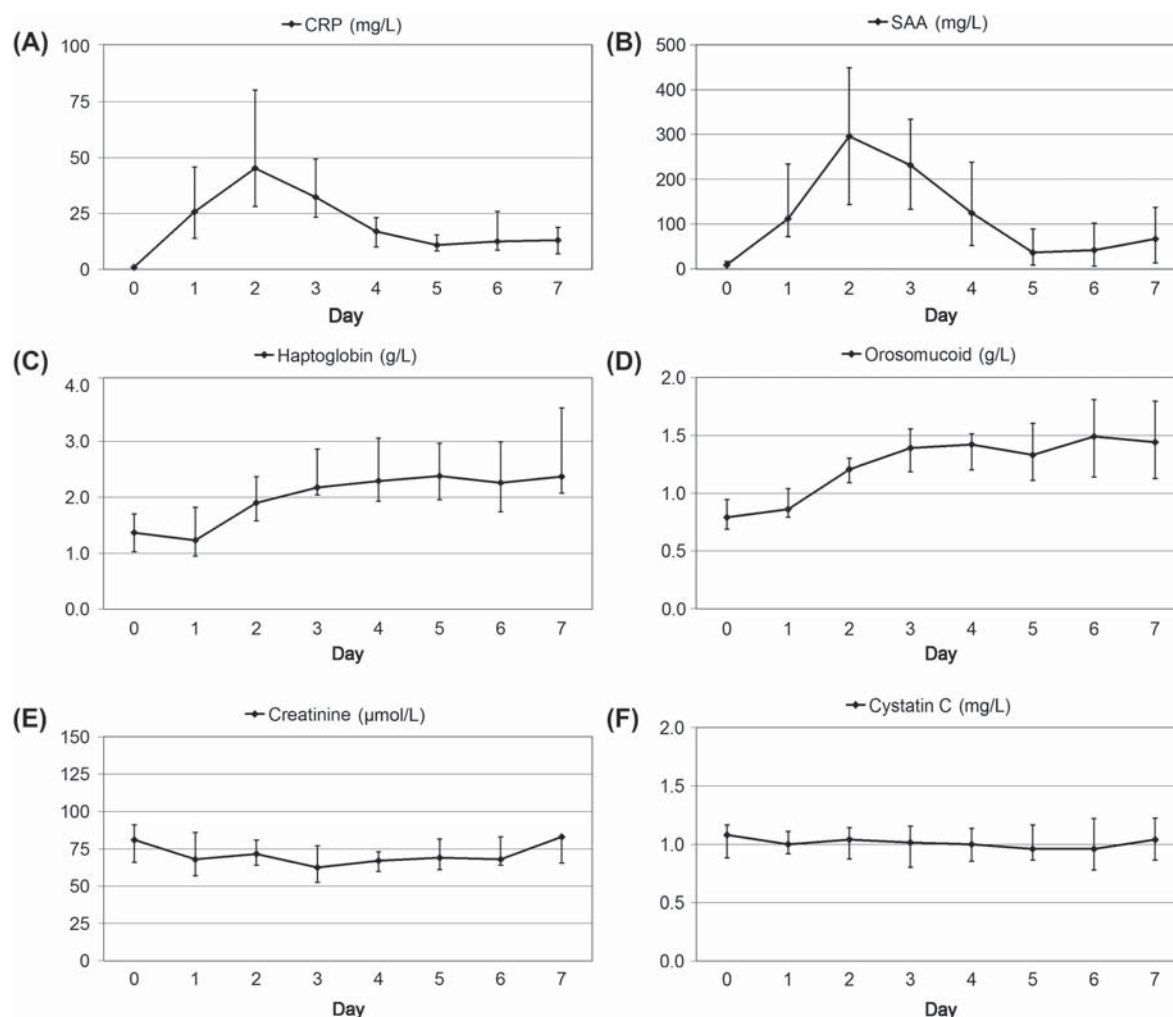 (A)
CRP (mg/L)
100
75
50
25
0
0 1 2 3 4 5 6 7
Day
(B)
SAA (mg/L)
500
400
300
200
100
0
0 1 2 3 4 5 6 7
Day
(C)
Haptoglobin (g/L)
4.0
3.0
2.0
1.0
0.0
0 1 2 3 4 5 6 7
Day
(D)
Orosomucoid (g/L)
2.0
1.5
1.0
0.5
0.0
0 1 2 3 4 5 6 7
Day
(E)
Creatinine (µmol/L)
150
125
100
75
50
25
0
0 1 2 3 4 5 6 7
Day
(F)
Cystatin C (mg/L)
2.0
1.5
1.0
0.5
0.0
0 1 2 3 4 5 6 7
Day